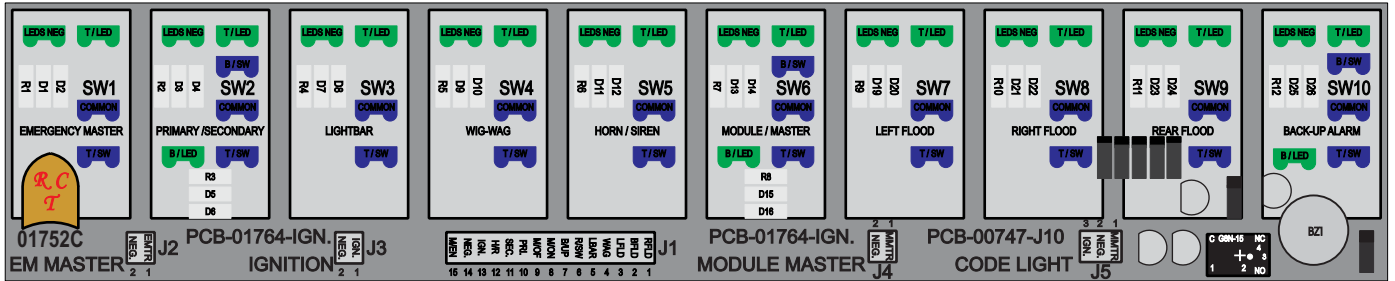 LEDS NEG T / LED
R1 D1 D2
SW1
COMMON
EMERGENCY MASTER
T / SW
R C
T
LEDS NEG T / LED
B / SW
R2 D3 D4
SW2
COMMON
PRIMARY /SECONDARY
B / LED T / SW
R3
D5
D6
LEDS NEG T / LED
R4 D7 D8
SW3
COMMON
LIGHTBAR
T / SW
LEDS NEG T / LED
R5 D9 D10
SW4
COMMON
WIG-WAG
T / SW
LEDS NEG T / LED
R6 D11 D12
SW5
COMMON
HORN / SIREN
T / SW
LEDS NEG T / LED
B / SW
R7 D13 D14
SW6
COMMON
MODULE / MASTER
B / LED T / SW
R8
D15
D16
LEDS NEG T / LED
R9 D19 D20
SW7
COMMON
LEFT FLOOD
T / SW
LEDS NEG T / LED
R10 D21 D22
SW8
COMMON
RIGHT FLOOD
T / SW
LEDS NEG T / LED
R11 D23 D24
SW9
COMMON
REAR FLOOD
T / SW
LEDS NEG T / LED
B / SW
R12 D25 D26
SW10
COMMON
BACK-UP ALARM
B / LED T / SW
01752C
EM MASTER
NEG. EMTR
2 1
J2
PCB-01764-IGN.
IGNITION
NEG. IGN.
2 1
J3
MEN NEG. IGN. HR SEC. PRI. MOF MON BUP R/SW LBAR WAG LFLD BRLD RFLD
15 14 13 12 11 10 9 8 7 6 5 4 3 2 1
J1
PCB-01764-IGN.
MODULE MASTER
2 1
NEG. MMTR
J4
PCB-00747-J10
CODE LIGHT
3 2 1
IGN. NEG. MMTR
J5
C G6N-15 NC
4
3
1 2 NO
BZ1